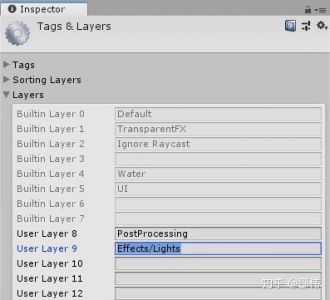 Inspector
Tags & Layers
Tags
Sorting Layers
Layers
Builtin Layer 0 Default
Builtin Layer 1 TransparentFX
Builtin Layer 2 Ignore Raycast
Builtin Layer 3
Builtin Layer 4 Water
Builtin Layer 5 UI
Builtin Layer 6
Builtin Layer 7
User Layer 8 PostProcessing
User Layer 9 Effects/Lights
User Layer 10
User Layer 11
User Layer 12
知乎 @邵伟